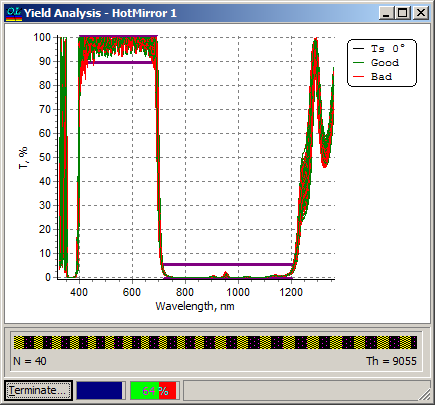 OL Yield Analysis - HotMirror 1
100
90
80
70
60
50
40
30
20
10
0
T, %
400 600 800 1000 1200
Wavelength, nm
Ts 0°
Good
Bad
N = 40 Th = 9055
Terminate... 64 %